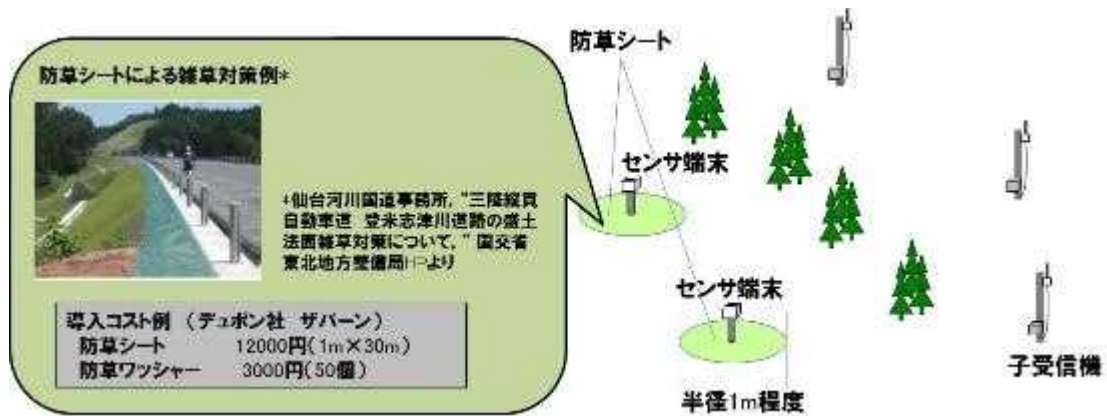 防草シートによる雑草対策例*
*仙台河川国道事務所, "三陸縦貫
自動車道 登米志津川道路の盛土
法面雑草対策について, " 国交省
東北地方整備局HPより
導入コスト例 (デュポン社 ザバーン)
防草シート 12000円(1m×30m)
防草ワッシャー 3000円(50個)
防草シート
センサ端末
センサ端末
半径1m程度
子受信機